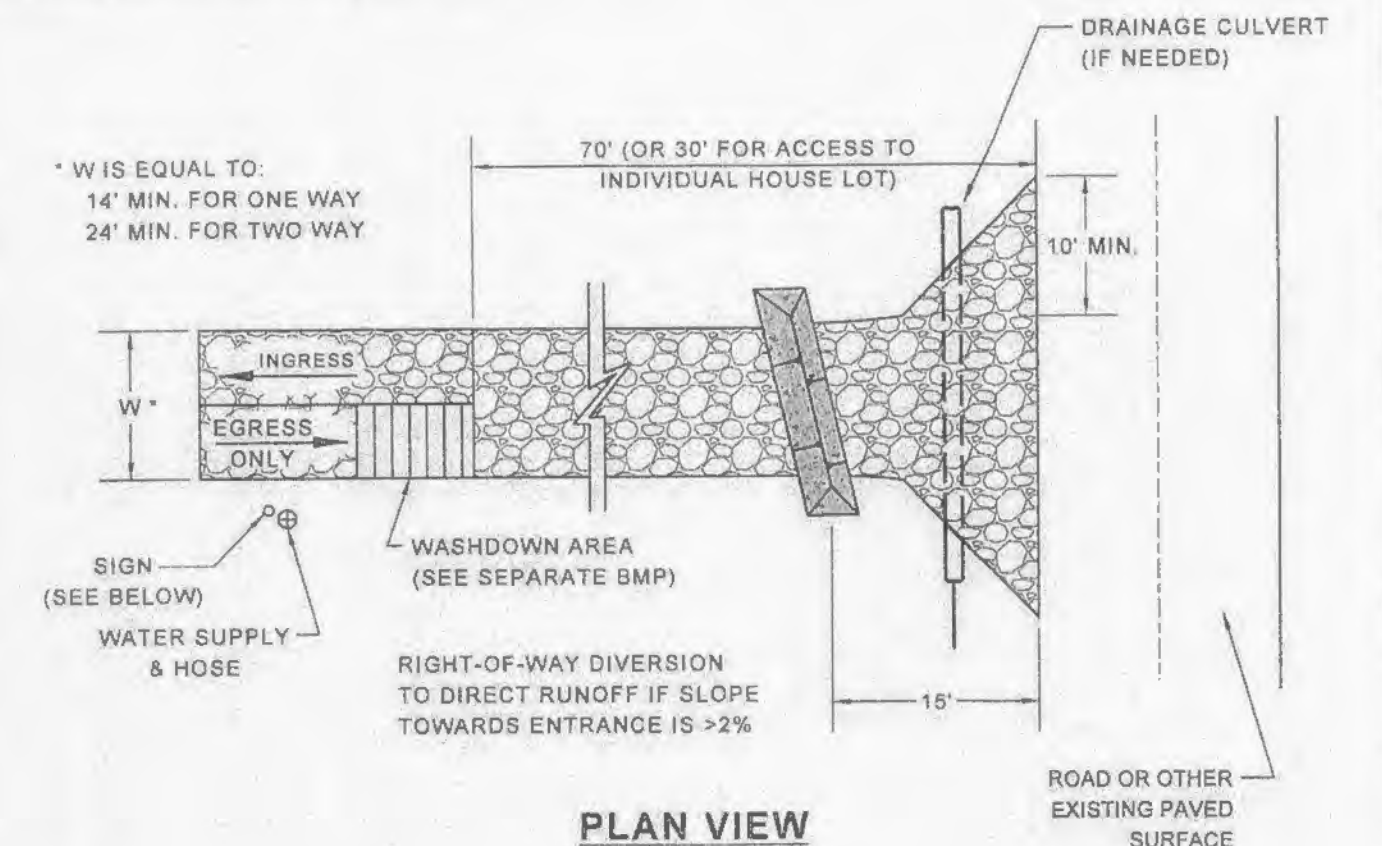 DRAINAGE CULVERT
(IF NEEDED)
* W IS EQUAL TO:
14' MIN. FOR ONE WAY
24' MIN. FOR TWO WAY
70' (OR 30' FOR ACCESS TO
INDIVIDUAL HOUSE LOT)
10' MIN.
INGRESS
W *
EGRESS
ONLY
WASHDOWN AREA
(SEE SEPARATE BMP)
SIGN
(SEE BELOW)
WATER SUPPLY
& HOSE
RIGHT-OF-WAY DIVERSION
TO DIRECT RUNOFF IF SLOPE
TOWARDS ENTRANCE IS >2%
15'
ROAD OR OTHER
EXISTING PAVED
SURFACE
PLAN VIEW